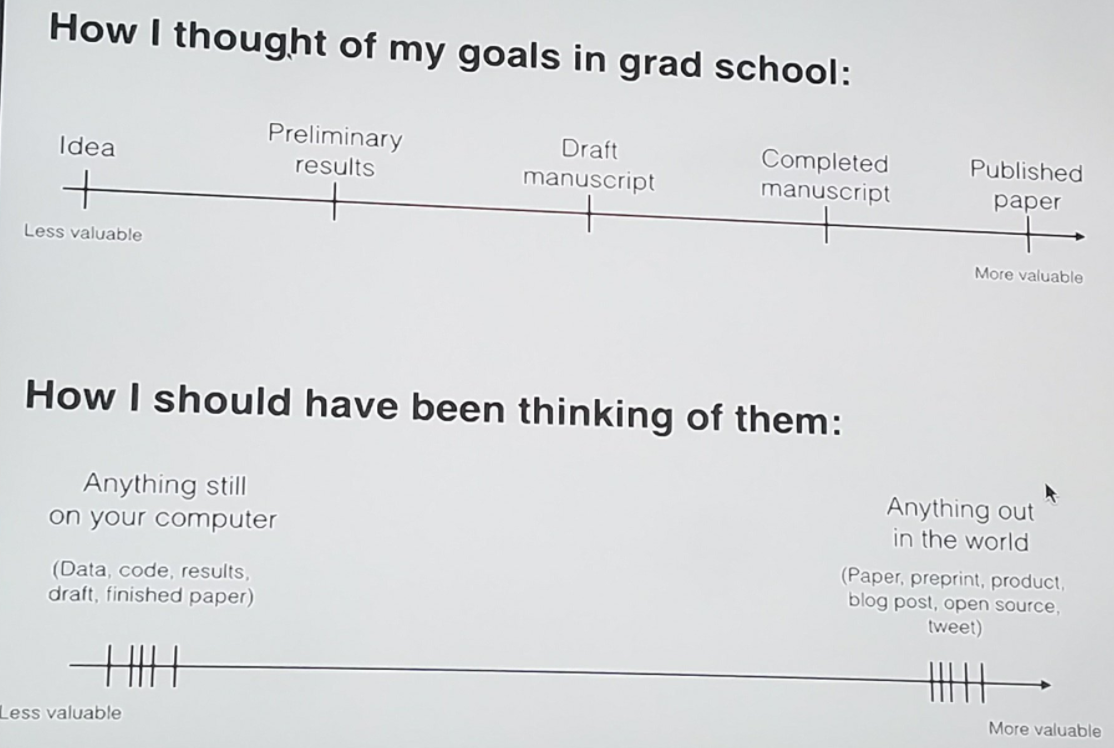 How I thought of my goals in grad school:
Idea
Preliminary
results
Draft
manuscript
Completed
manuscript
Published
paper
Less valuable
More valuable
How I should have been thinking of them:
Anything still
on your computer
(Data, code, results,
draft, finished paper)
Anything out
in the world
(Paper, preprint, product,
blog post, open source,
tweet)
Less valuable
More valuable